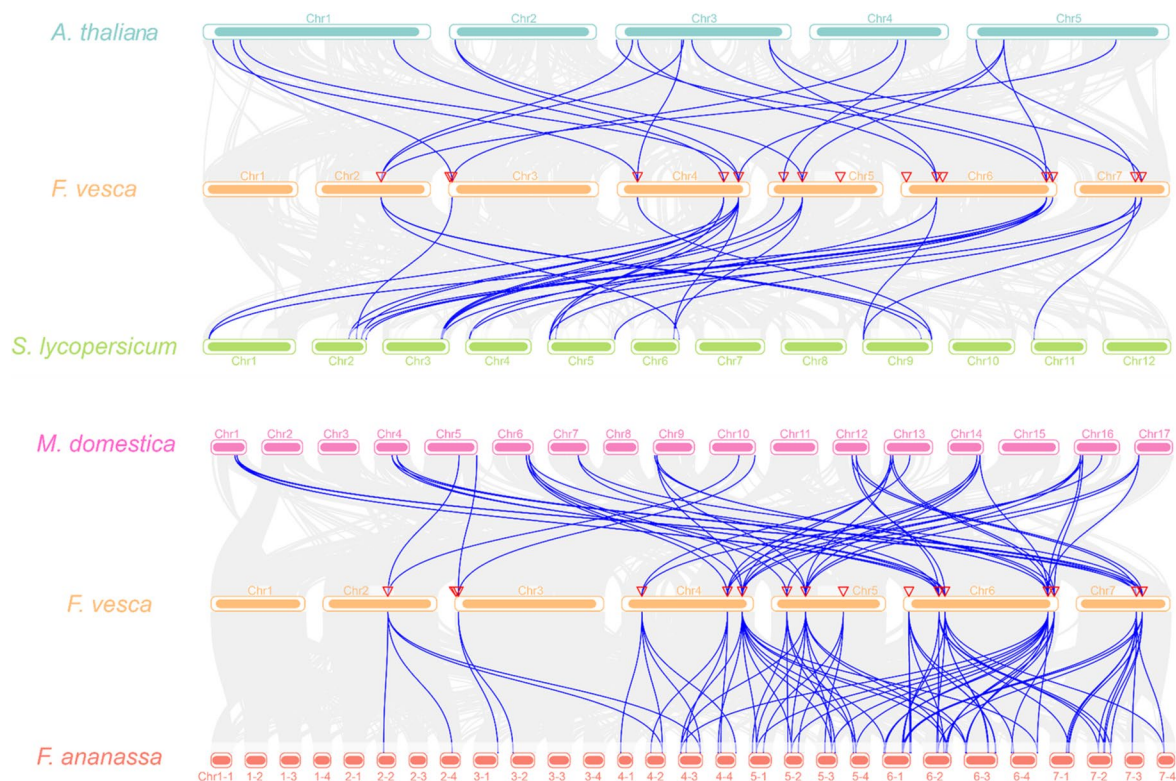 Chr1 Chr2 Chr3 Chr4 Chr5
A. thaliana
F. vesca
Chr1 Chr2 Chr3 Chr4 Chr5 Chr6 Chr7
S. lycopersicum
Chr1 Chr2 Chr3 Chr4 Chr5 Chr6 Chr7 Chr8 Chr9 Chr10 Chr11 Chr12
M. domestica
Chr1 Chr2 Chr3 Chr4 Chr5 Chr6 Chr7 Chr8 Chr9 Chr10 Chr11 Chr12 Chr13 Chr14 Chr15 Chr16 Chr17
F. vesca
Chr1 Chr2 Chr3 Chr4 Chr5 Chr6 Chr7
F. ananassa
Chr1-1 1-2 1-3 1-4 2-1 2-2 2-3 2-4 3-1 3-2 3-3 3-4 4-1 4-2 4-3 4-4 5-1 5-2 5-3 5-4 6-1 6-2 6-3 6-4 7-1 7-2 7-3 7-4